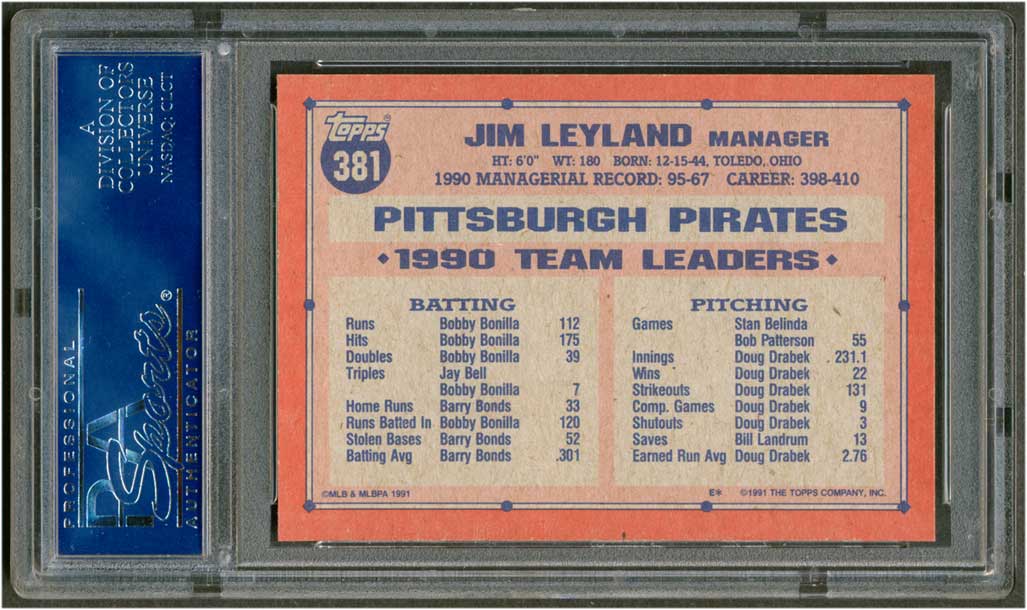 A
DIVISION OF
COLLECTORS
UNIVERSE
NASDAQ: CLCT
PROFESSIONAL
PSA
Sports®
AUTHENTICATOR
Topps®
381
JIM LEYLAND MANAGER
HT: 6'0" WT: 180 BORN: 12-15-44, TOLEDO, OHIO
1990 MANAGERIAL RECORD: 95-67 CAREER: 398-410
PITTSBURGH PIRATES
1990 TEAM LEADERS
BATTING
Runs Bobby Bonilla 112
Hits Bobby Bonilla 175
Doubles Bobby Bonilla 39
Triples Jay Bell
Bobby Bonilla 7
Home Runs Barry Bonds 33
Runs Batted In Bobby Bonilla 120
Stolen Bases Barry Bonds 52
Batting Avg Barry Bonds .301
PITCHING
Games Stan Belinda
Bob Patterson 55
Innings Doug Drabek 231.1
Wins Doug Drabek 22
Strikeouts Doug Drabek 131
Comp. Games Doug Drabek 9
Shutouts Doug Drabek 3
Saves Bill Landrum 13
Earned Run Avg Doug Drabek 2.76
©MLB & MLBPA 1991
E* ©1991 THE TOPPS COMPANY, INC.